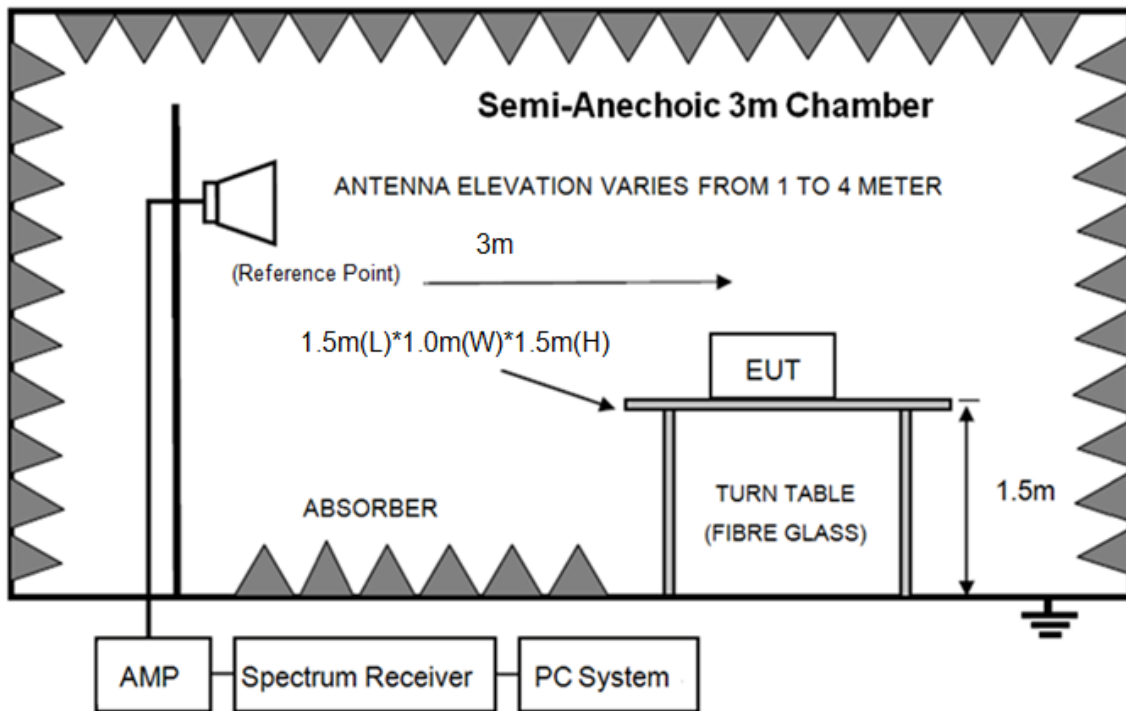 Semi-Anechoic 3m Chamber
ANTENNA ELEVATION VARIES FROM 1 TO 4 METER
3m
(Reference Point)
1.5m(L)*1.0m(W)*1.5m(H)
EUT
TURN TABLE
(FIBRE GLASS)
1.5m
ABSORBER
AMP
Spectrum Receiver
PC System